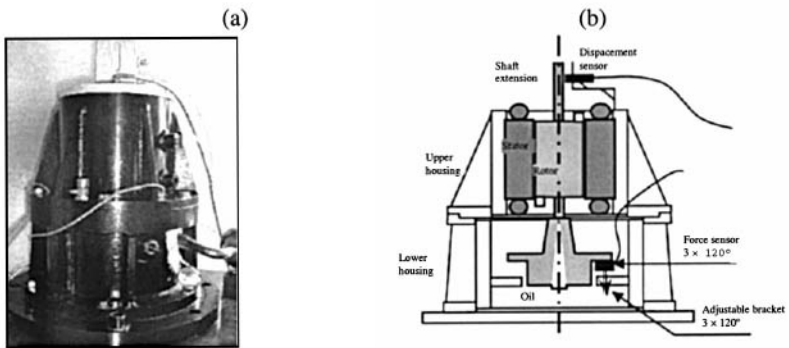 (a)
(b)
Dispacement
sensor
Shaft
extension
Stator
Rotor
Upper
housing
Lower
housing
Force sensor
3 × 120°
Oil
Adjustable bracket
3 × 120°